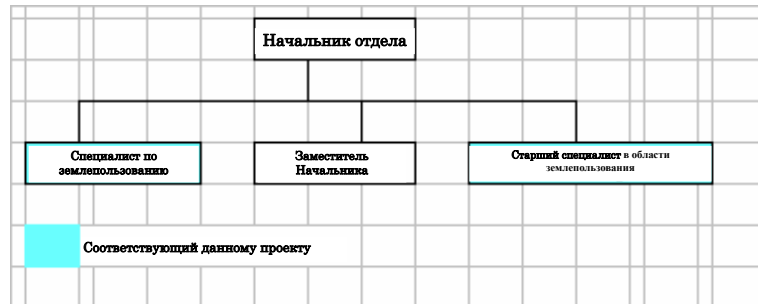 Начальник отдела
Специалист по
землепользованию
Заместитель
Начальника
Старший специалист в области
землепользования
Соответствующий данному проекту